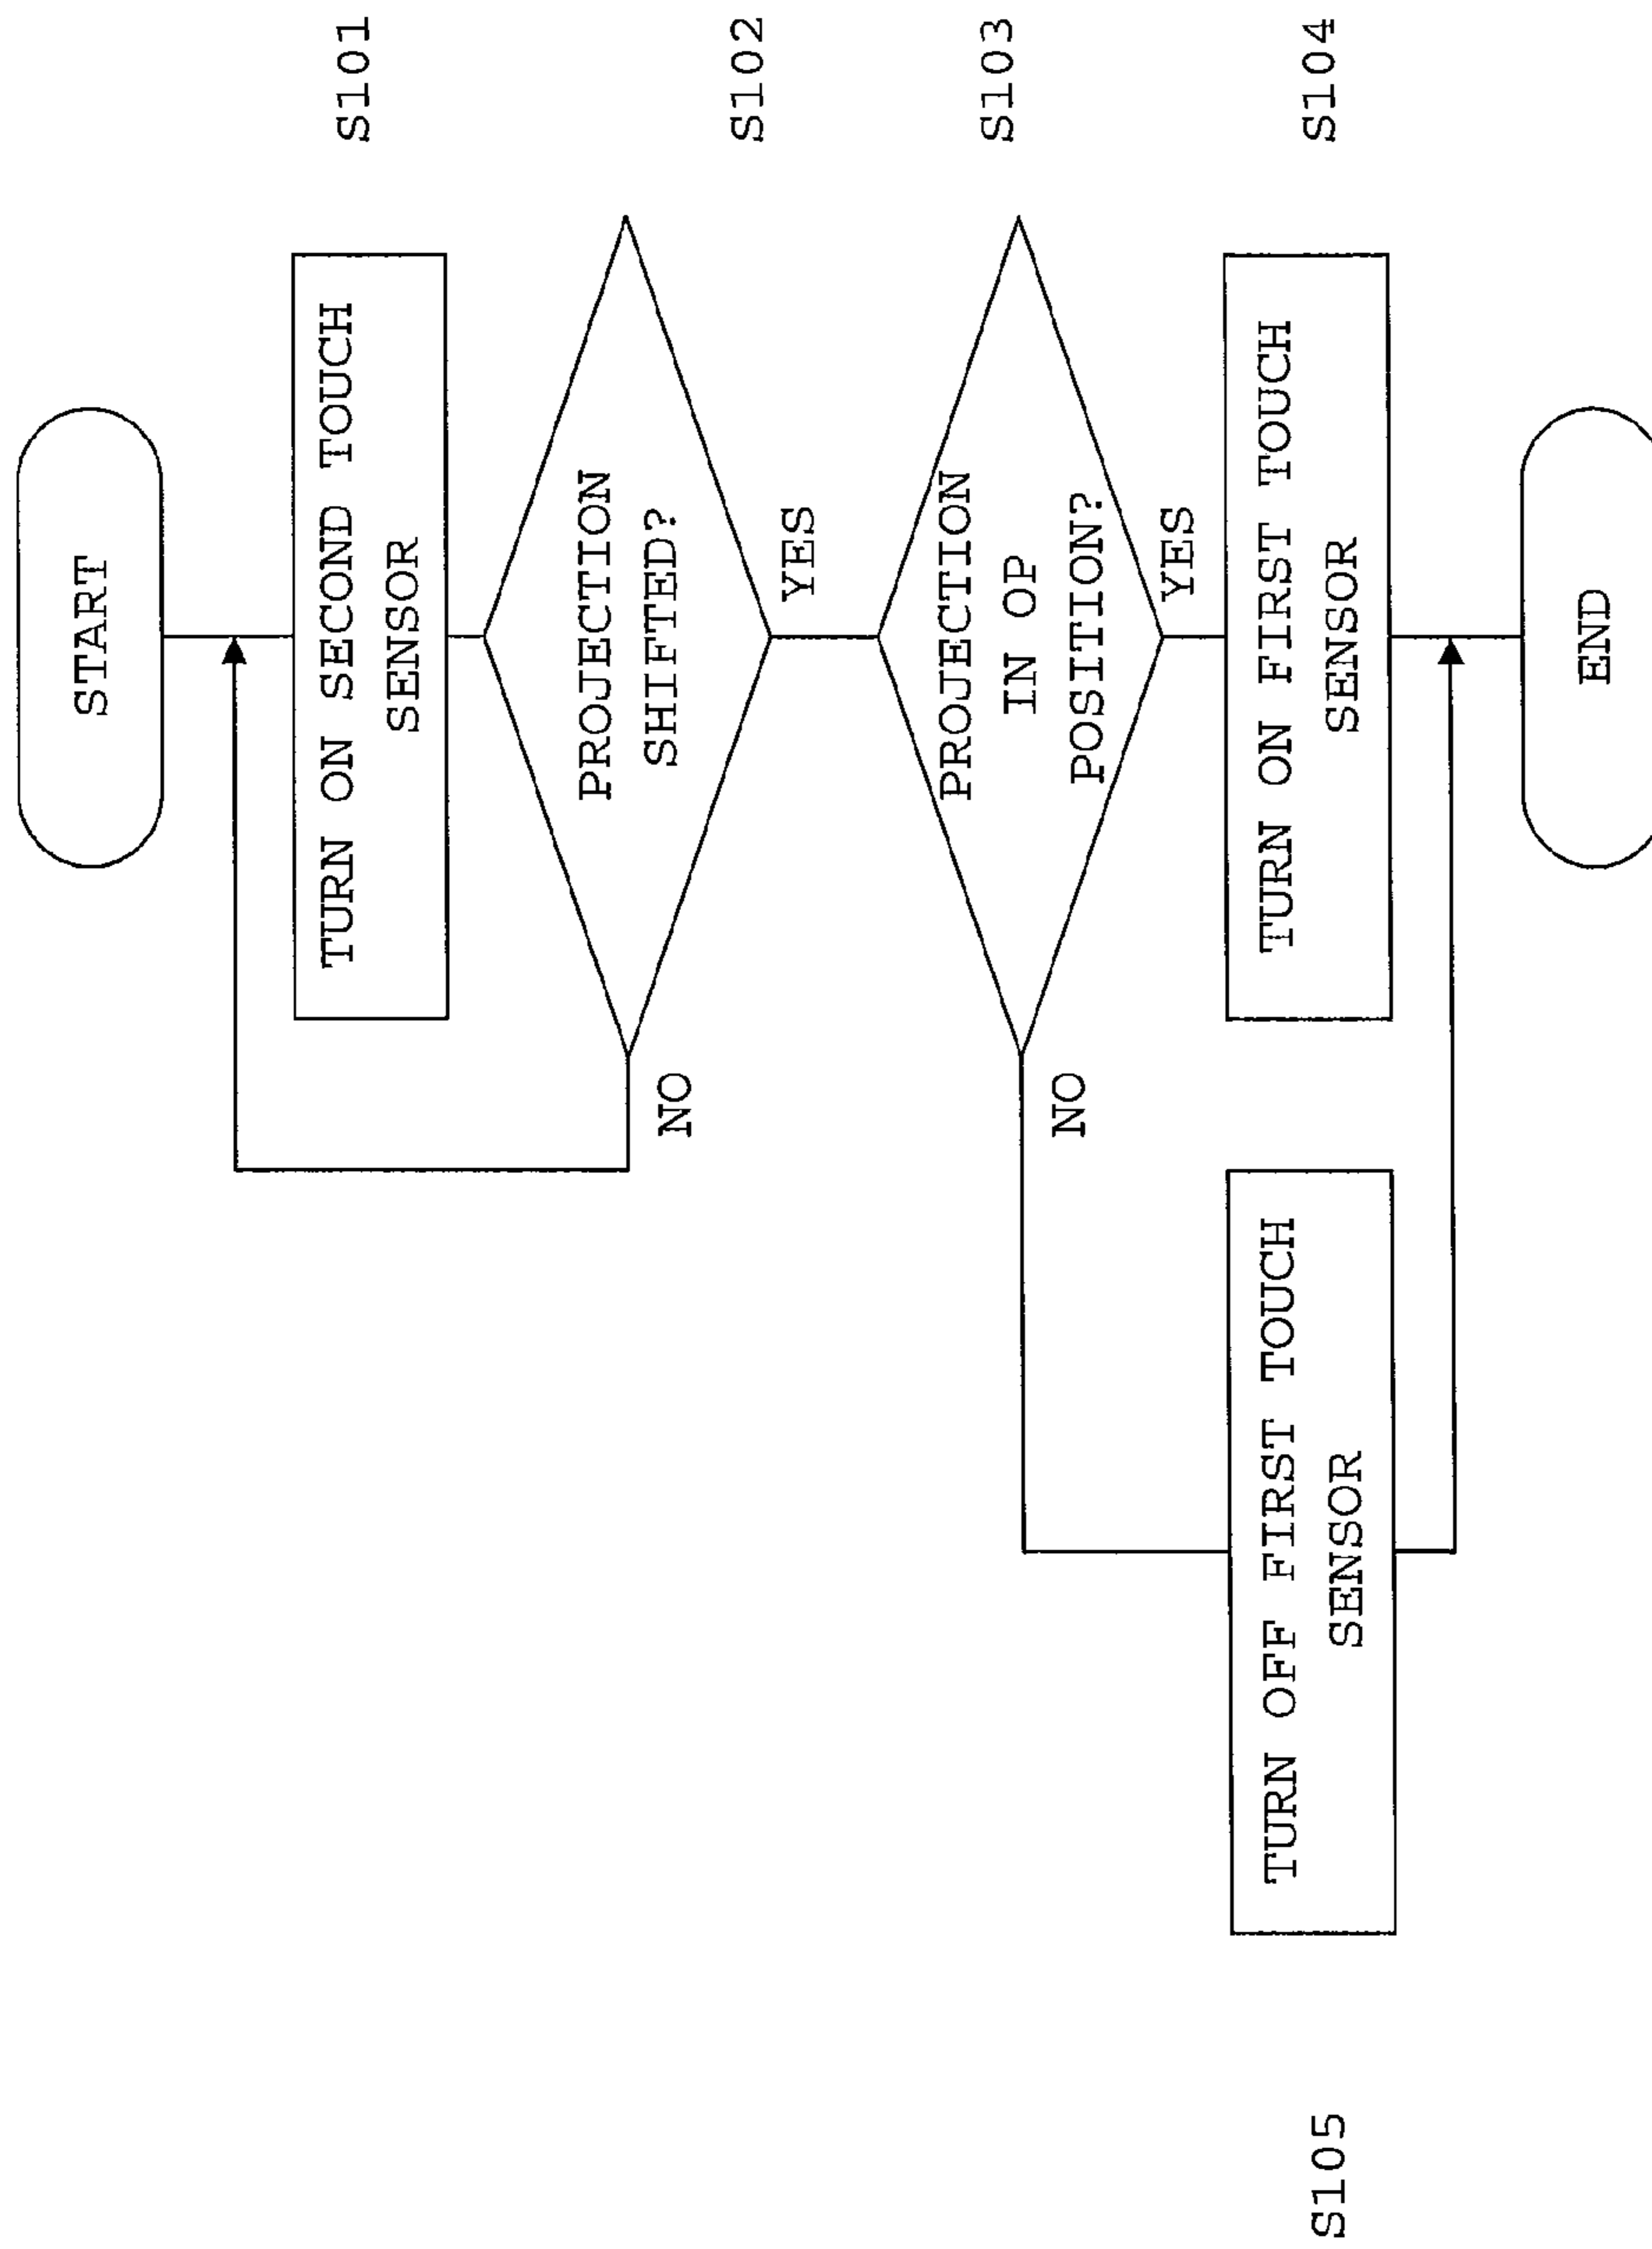 START
TURN ON SECOND TOUCH
SENSOR
S101
PROJECTION
SHIFTED?
S102
NO
YES
PROJECTION
IN OP
POSITION?
S103
NO
YES
TURN ON FIRST TOUCH
SENSOR
S104
TURN OFF FIRST TOUCH
SENSOR
S105
END